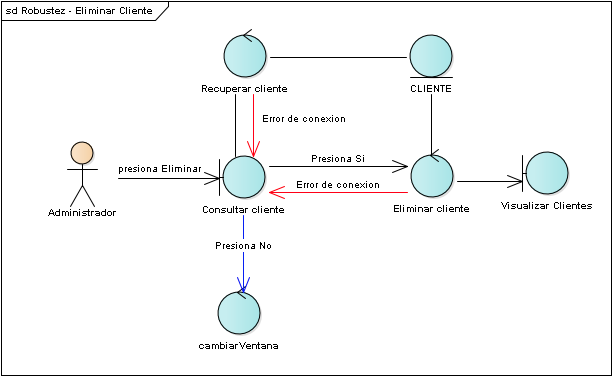 sd Robustez - Eliminar Cliente
Recuperar cliente
CLIENTE
Error de conexion
Presiona Si
presiona Eliminar
Error de conexion
Administrador
Consultar cliente
Eliminar cliente
Visualizar Clientes
Presiona No
cambiarVentana